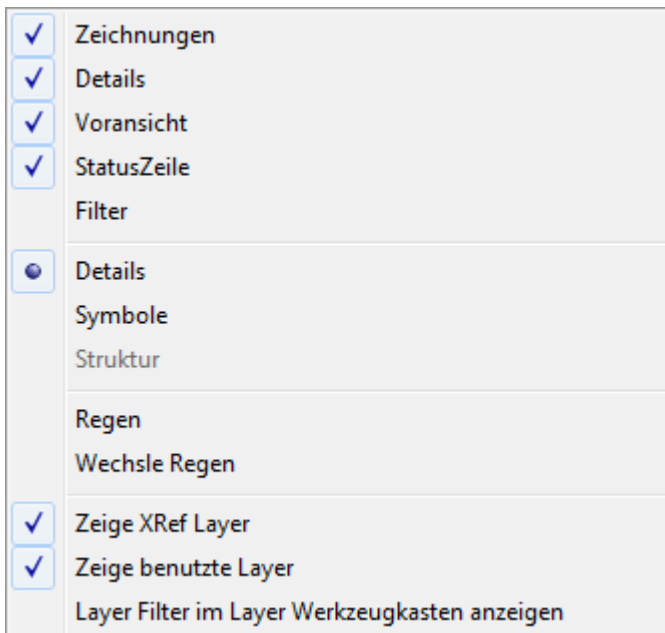 Zeichnungen
Details
Voransicht
StatusZeile
Filter
Details
Symbole
Struktur
Regen
Wechsle Regen
Zeige XRef Layer
Zeige benutzte Layer
Layer Filter im Layer Werkzeugkasten anzeigen